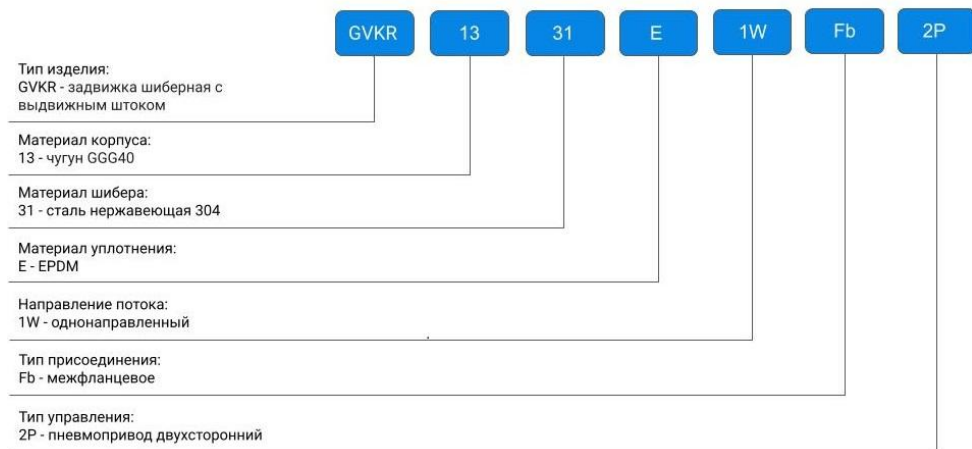 GVKR 13 31 E 1W Fb 2P
Тип изделия:
GVKR - задвижка шиберная с
выдвижным штоком
Материал корпуса:
13 - чугун GGG40
Материал шибера:
31 - сталь нержавеющая 304
Материал уплотнения:
E - EPDM
Направление потока:
1W - однонаправленный
Тип присоединения:
Fb - межфланцевое
Тип управления:
2P - пневмопривод двухсторонний